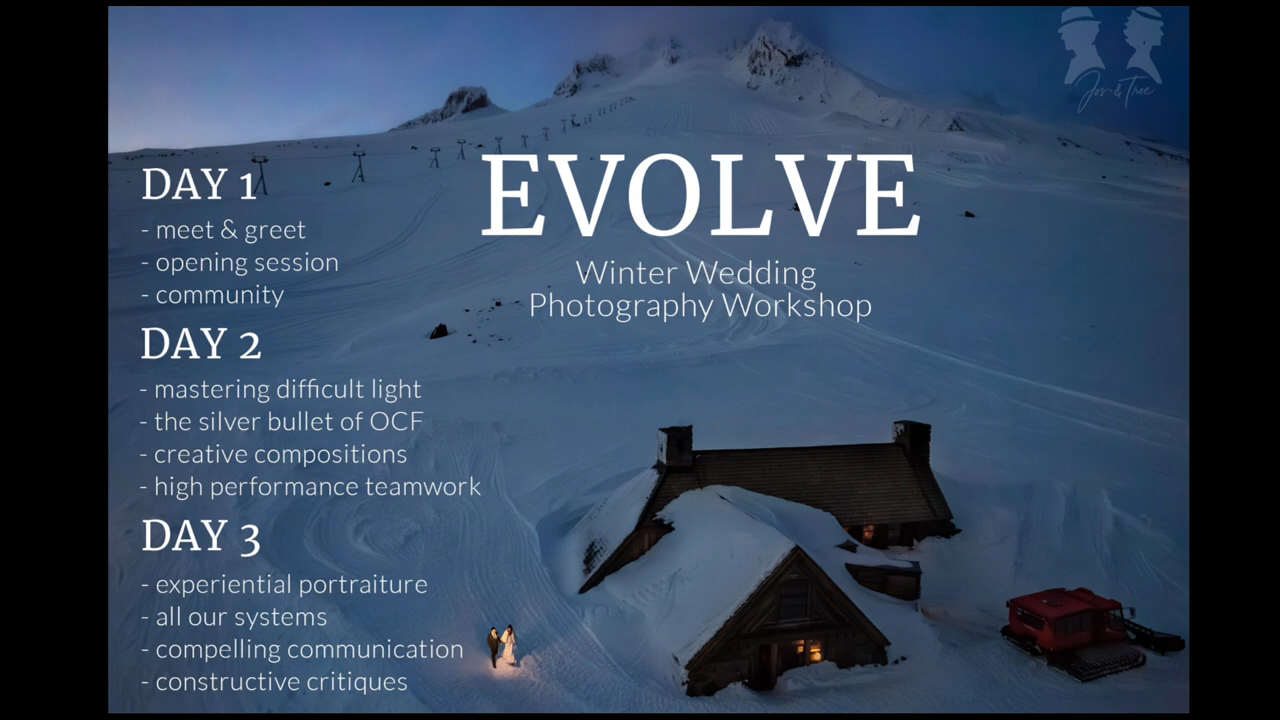 Joy & Tree
EVOLVE
Winter Wedding
Photography Workshop
DAY 1
- meet & greet
- opening session
- community
DAY 2
- mastering difficult light
- the silver bullet of OCF
- creative compositions
- high performance teamwork
DAY 3
- experiential portraiture
- all our systems
- compelling communication
- constructive critiques